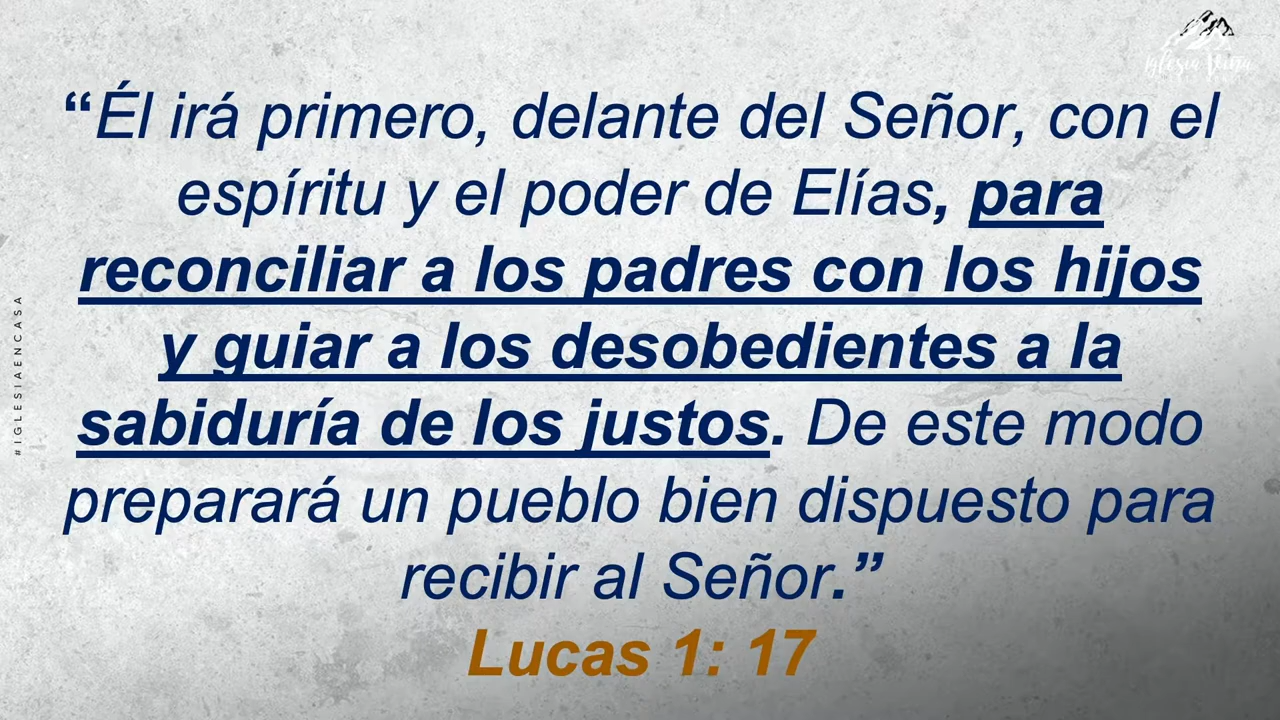 “Él irá primero, delante del Señor, con el
espíritu y el poder de Elías, para
reconciliar a los padres con los hijos
y guiar a los desobedientes a la
sabiduría de los justos. De este modo
preparará un pueblo bien dispuesto para
recibir al Señor.”
Lucas 1: 17
#IGLESIAENCASA
Iglesia Viña